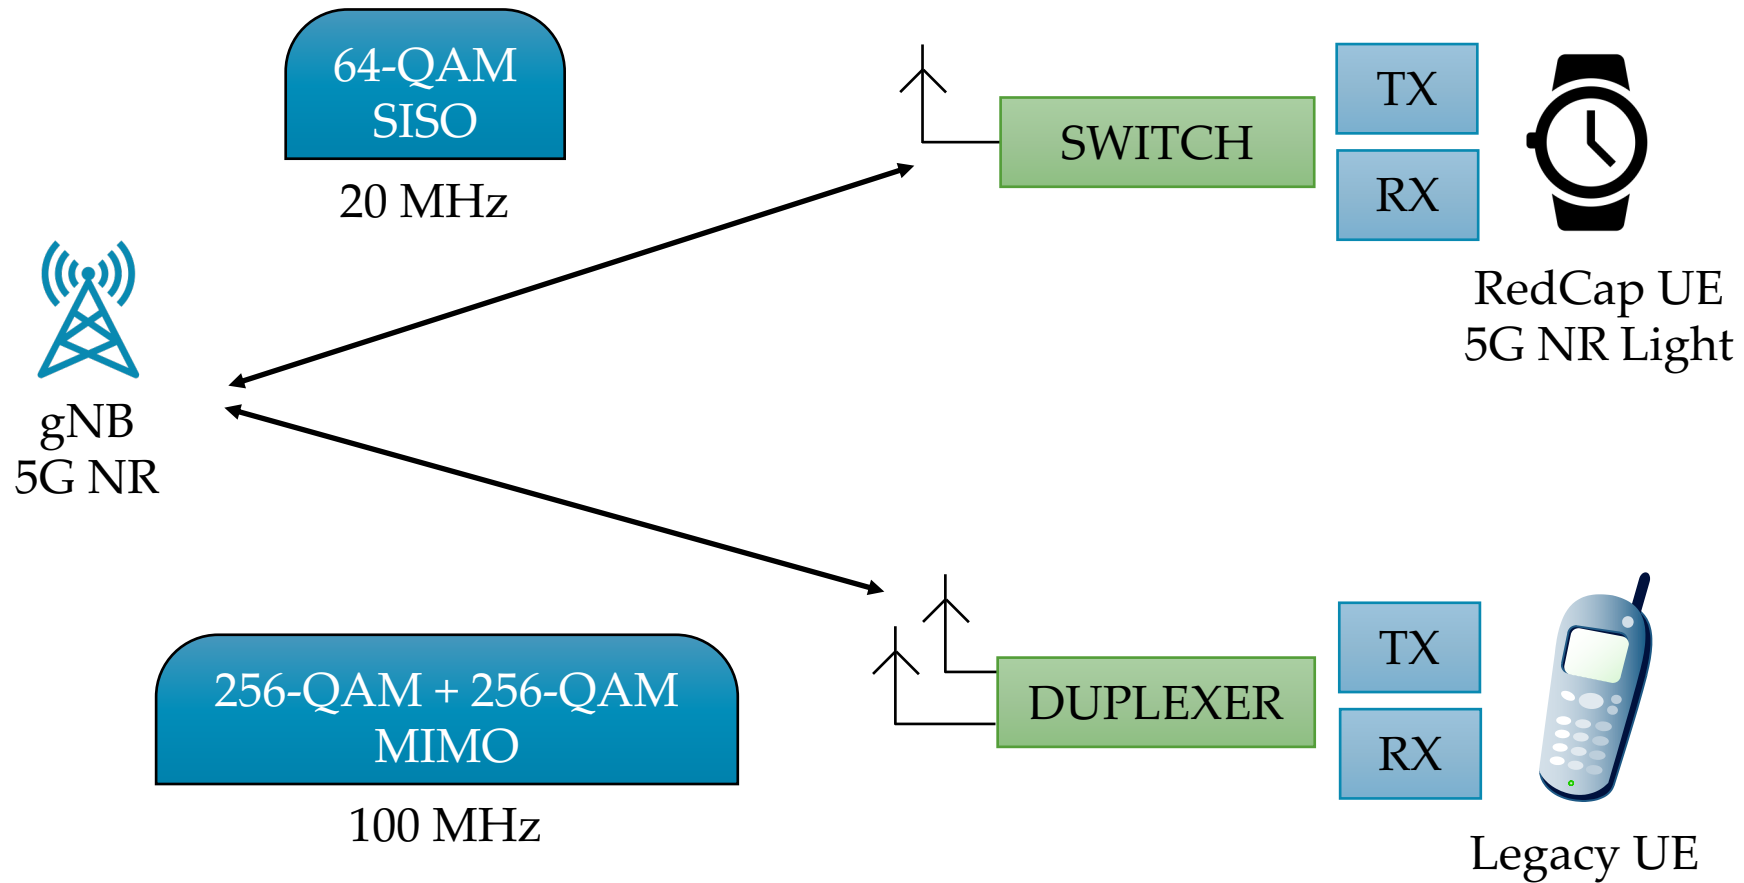 64-QAM
SISO
20 MHz
SWITCH
TX
RX
RedCap UE
5G NR Light
gNB
5G NR
256-QAM + 256-QAM
MIMO
100 MHz
DUPLEXER
TX
RX
Legacy UE